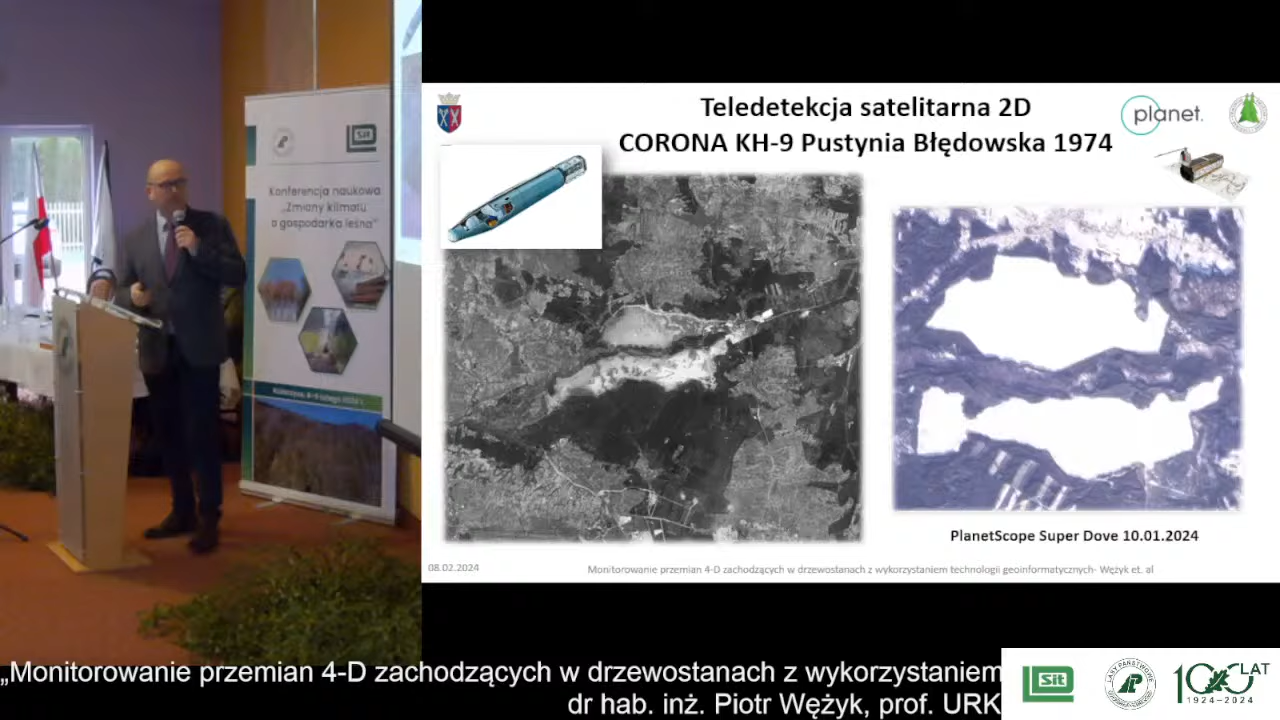 Sit
Konferencja naukowa
„Zmiany klimatu
a gospodarka leśna”
Teledetekcja satelitarna 2D
CORONA KH-9 Pustynia Błędowska 1974
planet.
PlanetScope Super Dove 10.01.2024
08.02.2024
Monitorowanie przemian 4-D zachodzących w drzewostanach z wykorzystaniem technologii geoinformatycznych- Wężyk et. al
„Monitorowanie przemian 4-D zachodzących w drzewostanach z wykorzystaniem
dr hab. inż. Piotr Wężyk, prof. URK
Sit
LASY PAŃSTWOWE
100 LAT
1924-2024